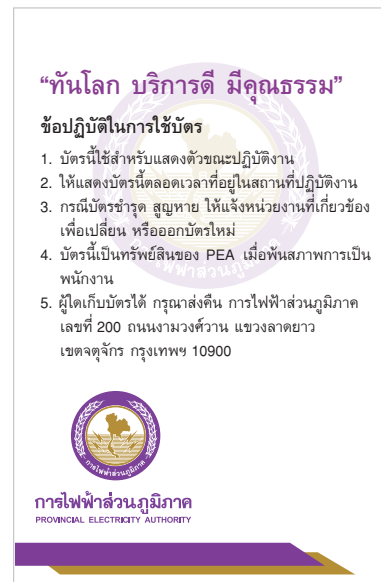 “ทันโลก บริการดี มีคุณธรรม”
ข้อปฏิบัติในการใช้บัตร
1. บัตรนี้ใช้สำหรับแสดงตัวขณะปฏิบัติงาน
2. ให้แสดงบัตรนี้ตลอดเวลาที่อยู่ในสถานที่ปฏิบัติงาน
3. กรณีบัตรชำรุด สูญหาย ให้แจ้งหน่วยงานที่เกี่ยวข้อง
เพื่อเปลี่ยน หรือออกบัตรใหม่
4. บัตรนี้เป็นทรัพย์สินของ PEA เมื่อพ้นสภาพการเป็น
พนักงาน
5. ผู้ใดเก็บบัตรได้ กรุณาส่งคืน การไฟฟ้าส่วนภูมิภาค
เลขที่ 200 ถนนงามวงศ์วาน แขวงลาดยาว
เขตจตุจักร กรุงเทพฯ 10900
การไฟฟ้าส่วนภูมิภาค
การไฟฟ้าส่วนภูมิภาค
PROVINCIAL ELECTRICITY AUTHORITY